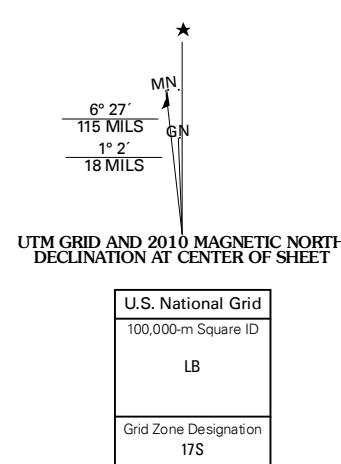 ★
MN
6° 27´
115 MILS
GN
1° 2´
18 MILS
UTM GRID AND 2010 MAGNETIC NORTH
DECLINATION AT CENTER OF SHEET
U.S. National Grid
100,000-m Square ID
LB
Grid Zone Designation
17S